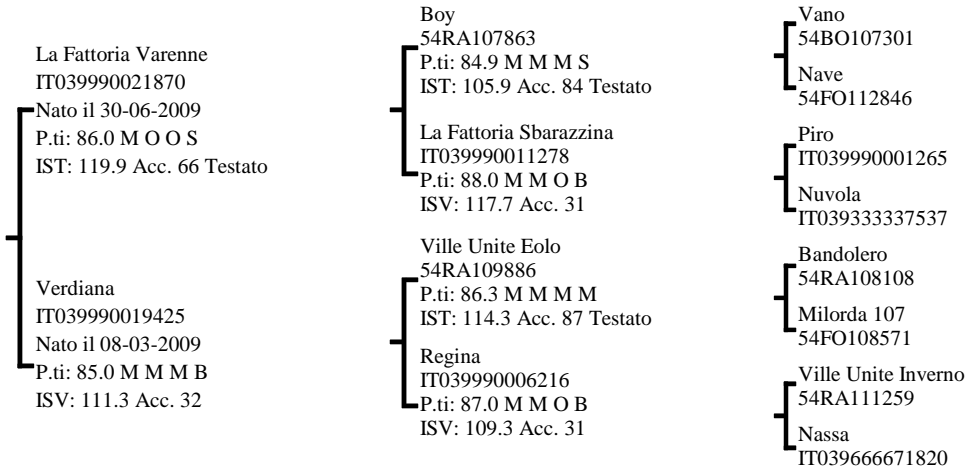 La Fattoria Varenne
IT039990021870
Nato il 30-06-2009
P.ti: 86.0 M O O S
IST: 119.9 Acc. 66 Testato
Verdiana
IT039990019425
Nato il 08-03-2009
P.ti: 85.0 M M M B
ISV: 111.3 Acc. 32
Boy
54RA107863
P.ti: 84.9 M M M S
IST: 105.9 Acc. 84 Testato
La Fattoria Sbarazzina
IT039990011278
P.ti: 88.0 M M O B
ISV: 117.7 Acc. 31
Ville Unite Eolo
54RA109886
P.ti: 86.3 M M M M
IST: 114.3 Acc. 87 Testato
Regina
IT039990006216
P.ti: 87.0 M M O B
ISV: 109.3 Acc. 31
Vano
54BO107301
Nave
54FO112846
Piro
IT039990001265
Nuvola
IT039333337537
Bandolero
54RA108108
Milorda 107
54FO108571
Ville Unite Inverno
54RA111259
Nassa
IT039666671820